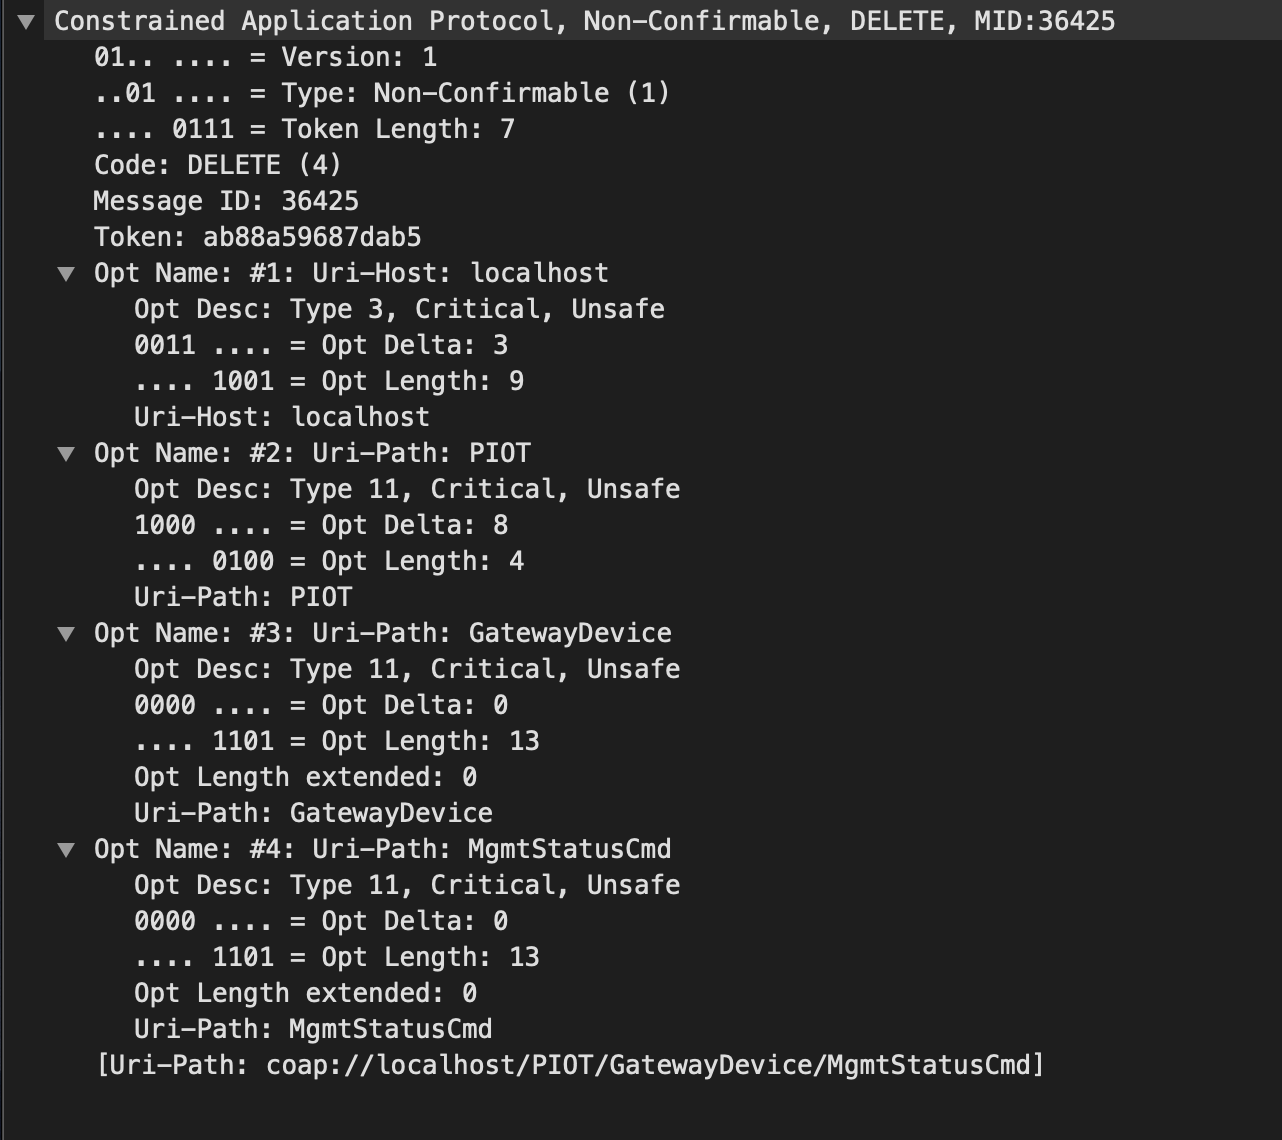 Constrained Application Protocol, Non-Confirmable, DELETE, MID:36425
01.. .... = Version: 1
..01 .... = Type: Non-Confirmable (1)
.... 0111 = Token Length: 7
Code: DELETE (4)
Message ID: 36425
Token: ab88a59687dab5
Opt Name: #1: Uri-Host: localhost
Opt Desc: Type 3, Critical, Unsafe
0011 .... = Opt Delta: 3
.... 1001 = Opt Length: 9
Uri-Host: localhost
Opt Name: #2: Uri-Path: PIOT
Opt Desc: Type 11, Critical, Unsafe
1000 .... = Opt Delta: 8
.... 0100 = Opt Length: 4
Uri-Path: PIOT
Opt Name: #3: Uri-Path: GatewayDevice
Opt Desc: Type 11, Critical, Unsafe
0000 .... = Opt Delta: 0
.... 1101 = Opt Length: 13
Opt Length extended: 0
Uri-Path: GatewayDevice
Opt Name: #4: Uri-Path: MgmtStatusCmd
Opt Desc: Type 11, Critical, Unsafe
0000 .... = Opt Delta: 0
.... 1101 = Opt Length: 13
Opt Length extended: 0
Uri-Path: MgmtStatusCmd
[Uri-Path: coap://localhost/PIOT/GatewayDevice/MgmtStatusCmd]